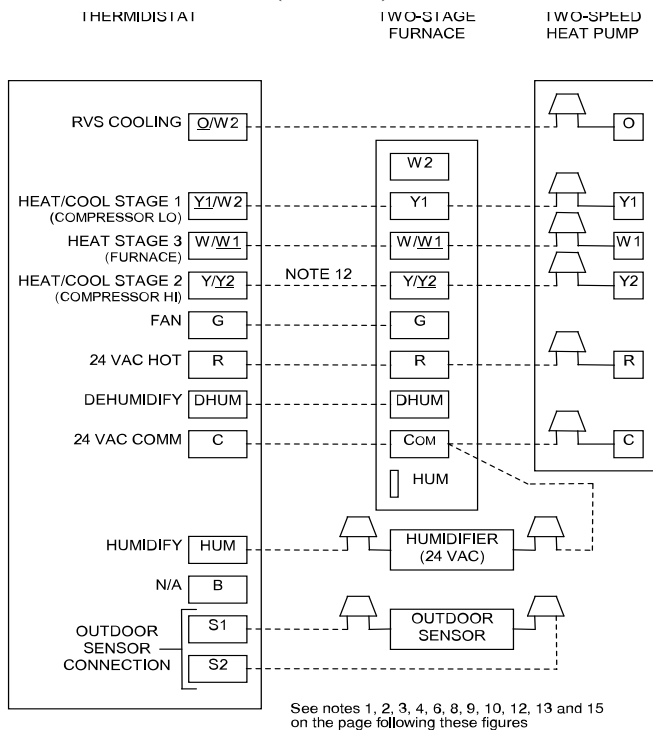 THERMIDISTAT
TWO-STAGE
FURNACE
TWO-SPEED
HEAT PUMP
RVS COOLING O/W2 O
W2
HEAT/COOL STAGE 1 Y1/W2 Y1 Y1
(COMPRESSOR LO)
HEAT STAGE 3 W/W1 W/W1 W1
(FURNACE)
HEAT/COOL STAGE 2 Y/Y2 NOTE 12 Y/Y2 Y2
(COMPRESSOR HI)
FAN G G
24 VAC HOT R R R
DEHUMIDIFY DHUM DHUM
24 VAC COMM C COM C
HUM
HUMIDIFY HUM HUMIDIFIER
(24 VAC)
N/A B
OUTDOOR
SENSOR
CONNECTION
S1
S2
OUTDOOR
SENSOR
See notes 1, 2, 3, 4, 6, 8, 9, 10, 12, 13 and 15
on the page following these figures